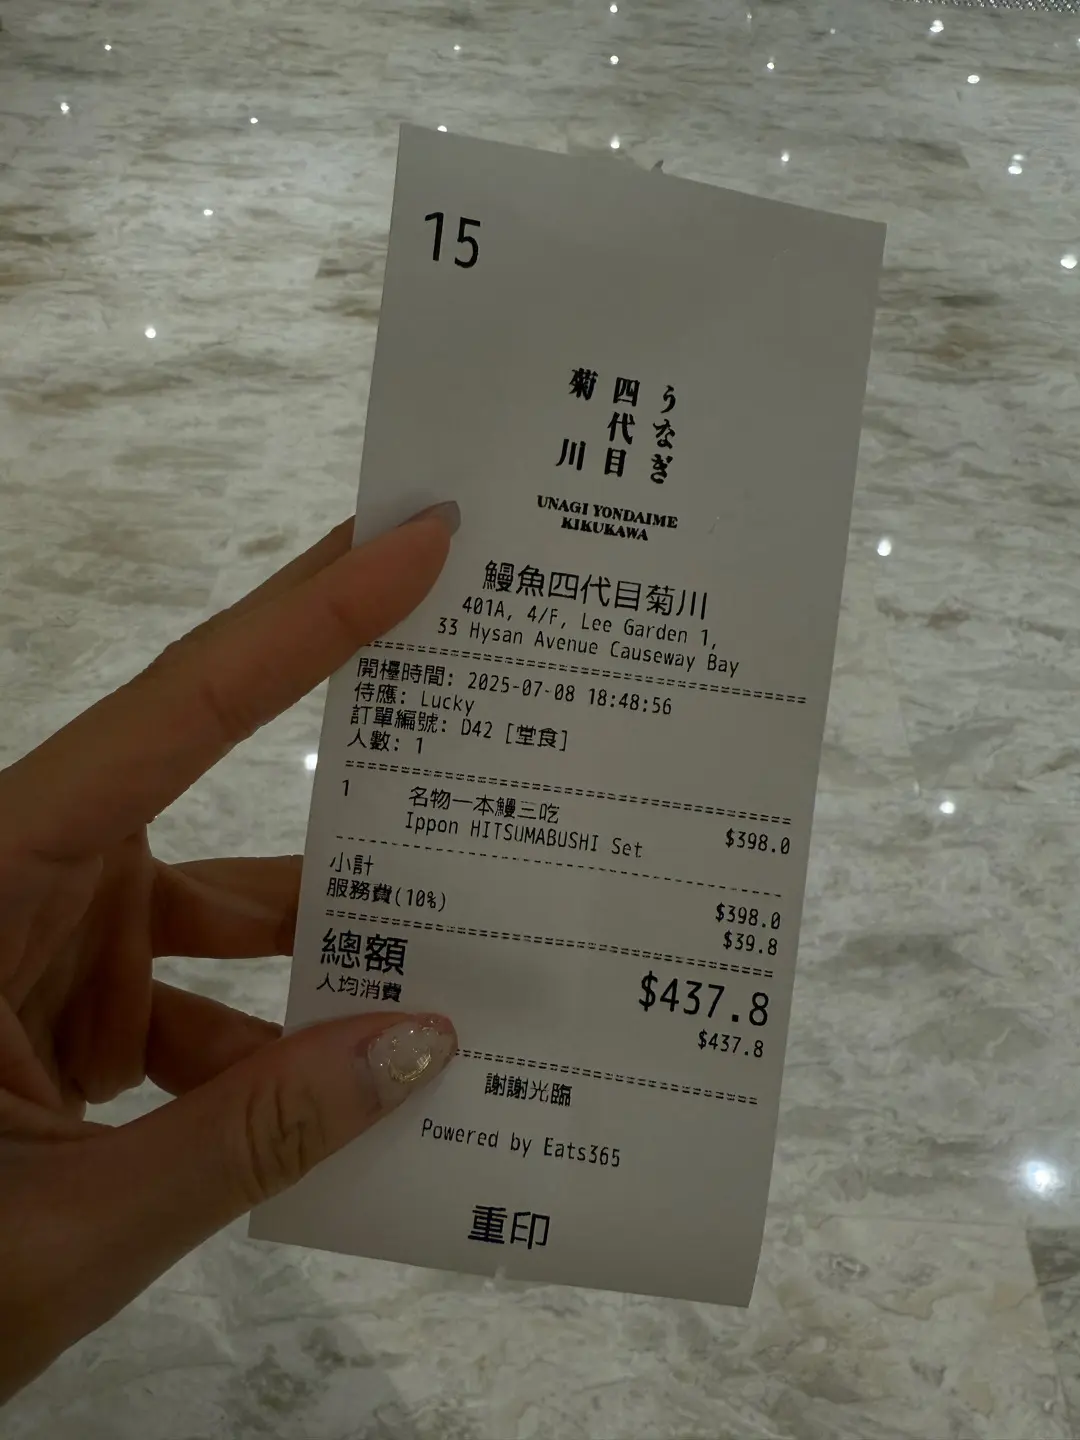 15
うなぎ
四代目
菊川
UNAGI YONDAIME
KIKUKAWA
鰻魚四代目菊川
401A, 4/F, Lee Garden 1,
33 Hysan Avenue Causeway Bay
開檯時間: 2025-07-08 18:48:56
侍應: Lucky
訂單編號: D42 [堂食]
人數: 1
1 名物一本鰻三吃 $398.0
Ippon HITSUMABUSHI Set
小計 $398.0
服務費(10%) $39.8
總額 $437.8
人均消費 $437.8
謝謝光臨
Powered by Eats365
重印